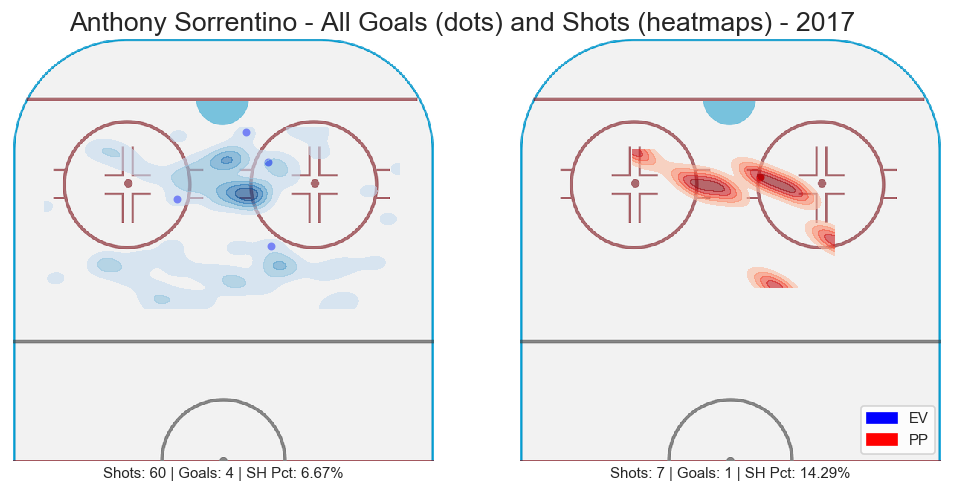 Anthony Sorrentino - All Goals (dots) and Shots (heatmaps) - 2017
EV
PP
Shots: 60 | Goals: 4 | SH Pct: 6.67%
Shots: 7 | Goals: 1 | SH Pct: 14.29%